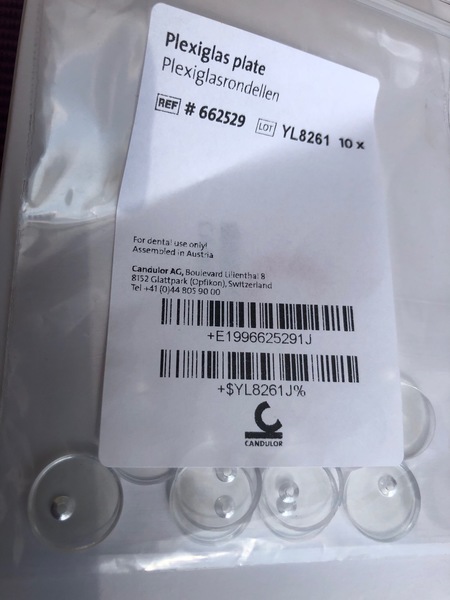 Plexiglas plate
Plexiglasrondellen
REF # 662529 LOT YL8261 10 x
For dental use only!
Assembled in Austria
Candulor AG, Boulevard Lilienthal 8
8152 Glattpark (Opfikon), Switzerland
Tel +41 (0)44 805 90 00
+E1996625291J
+$YL8261J%
CANDULOR